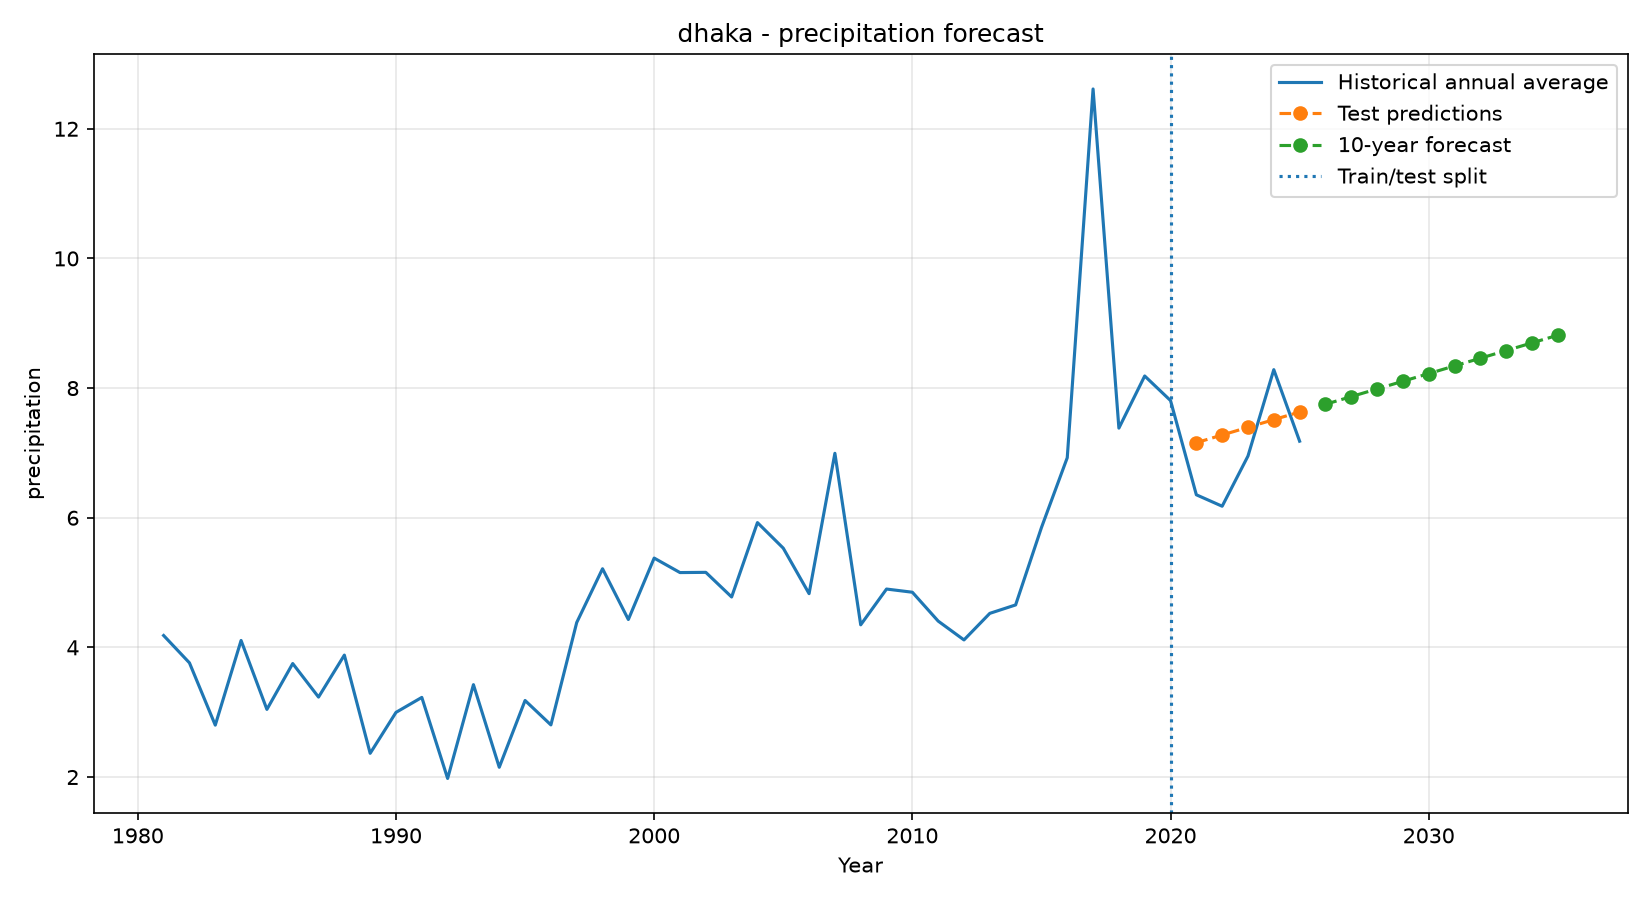 dhaka - precipitation forecast
Historical annual average
Test predictions
10-year forecast
Train/test split
precipitation
12
10
8
6
4
2
1980 1990 2000 2010 2020 2030
Year